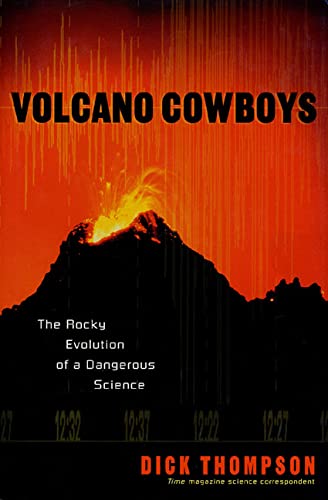 VOLCANO COWBOYS
The Rocky
Evolution
of a Dangerous
Science
27 12:32 12:37 12:22 12:27
DICK THOMPSON
Time magazine science correspondent